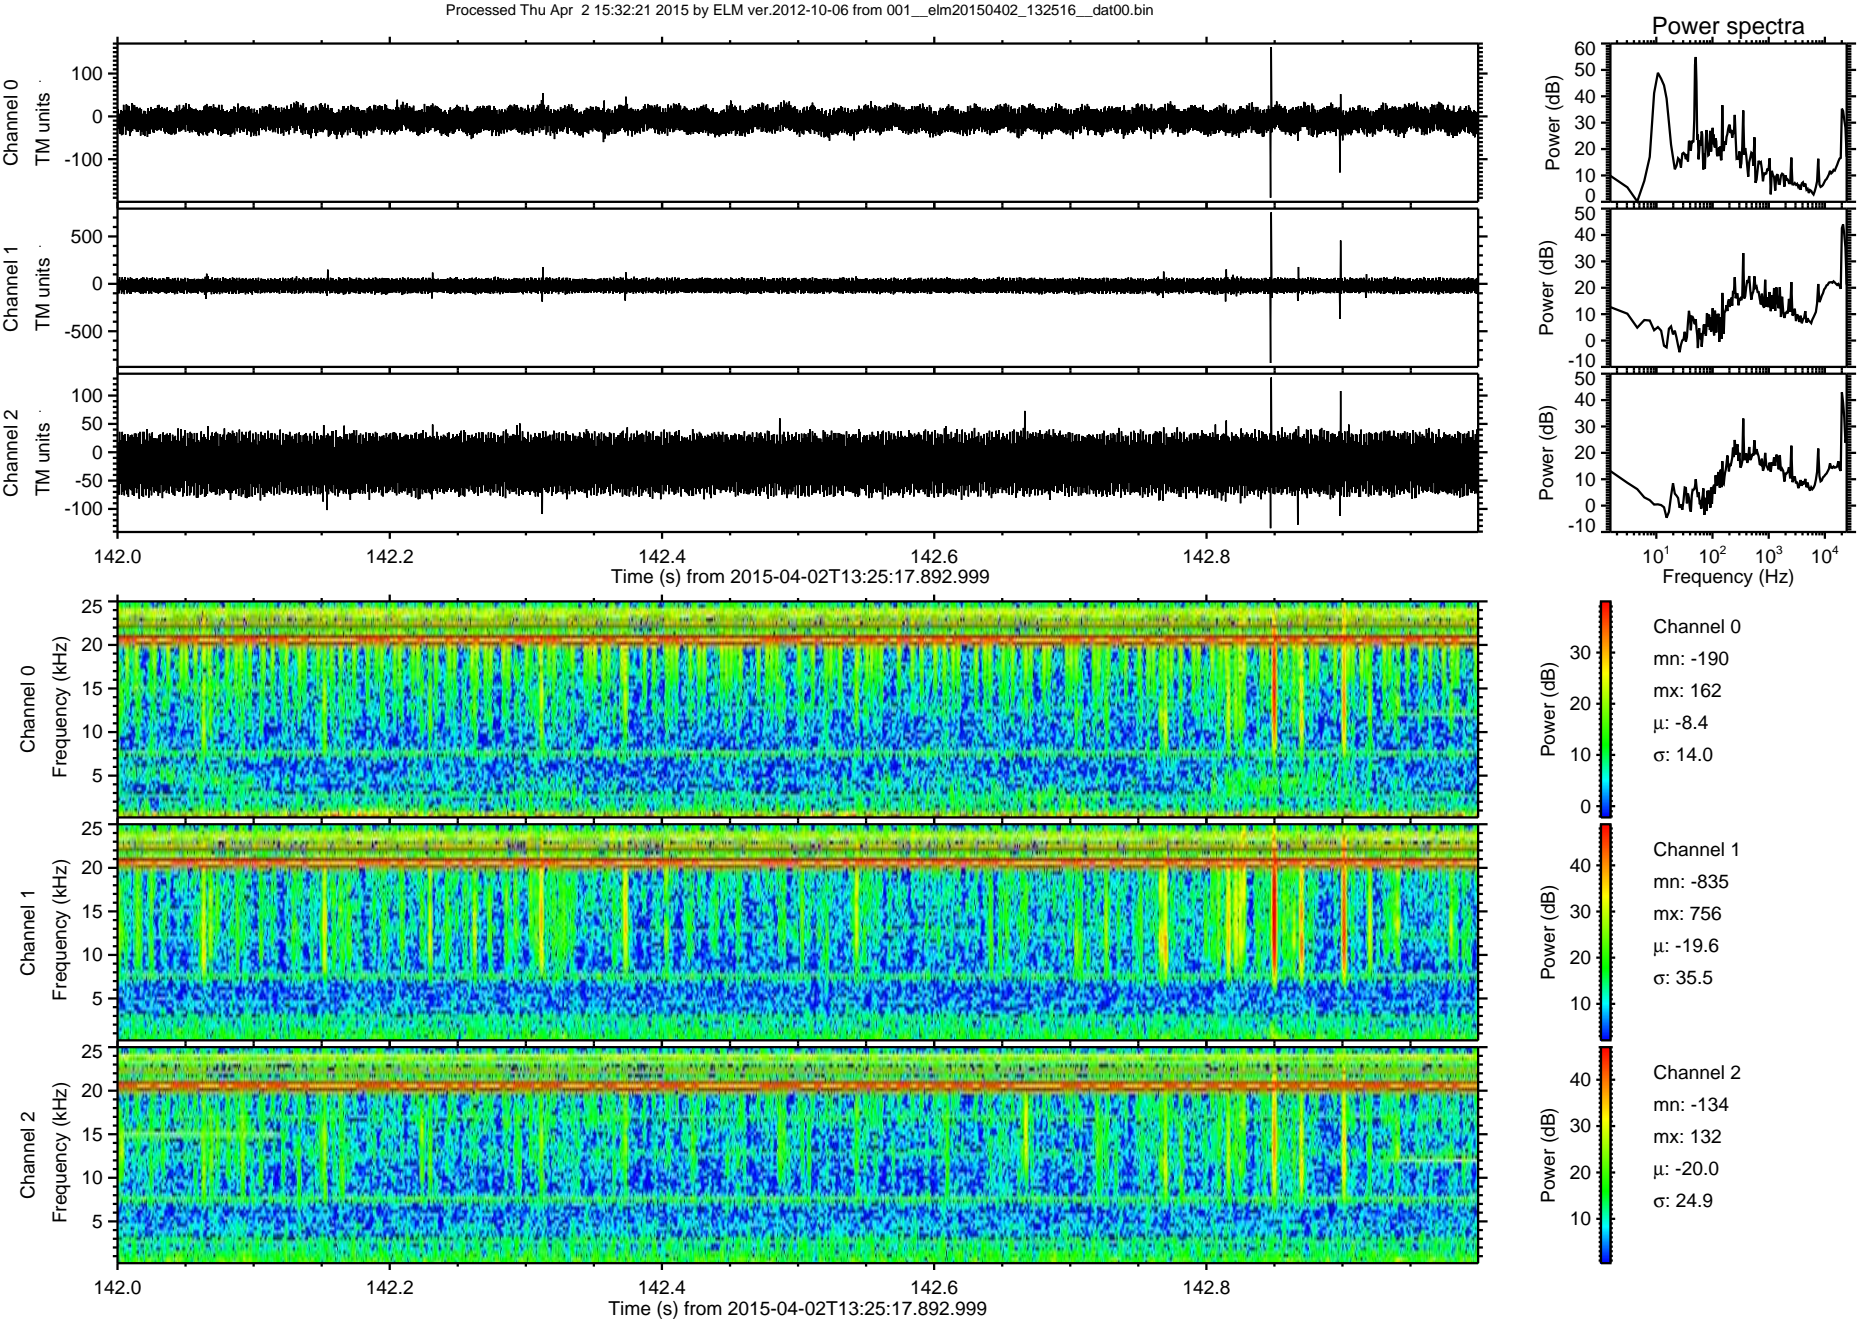 Processed Thu Apr  2 15:32:21 2015 by ELM ver.2012-10-06 from 001__elm20150402_132516__dat00.bin
Power spectra
Channel 0
TM units
100
0
-100
Power (dB)
60
50
40
30
20
10
0
Channel 1
TM units
500
0
-500
Power (dB)
50
40
30
20
10
0
-10
Channel 2
TM units
100
50
0
-50
-100
Power (dB)
50
40
30
20
10
0
-10
142.0
142.2
142.4
142.6
142.8
Time (s) from 2015-04-02T13:25:17.892.999
10^1
10^2
10^3
10^4
Frequency (Hz)
Channel 0
Frequency (kHz)
25
20
15
10
5
Power (dB)
30
20
10
0
Channel 0
mn: -190
mx: 162
μ: -8.4
σ: 14.0
Channel 1
Frequency (kHz)
25
20
15
10
5
Power (dB)
40
30
20
10
Channel 1
mn: -835
mx: 756
μ: -19.6
σ: 35.5
Channel 2
Frequency (kHz)
25
20
15
10
5
Power (dB)
40
30
20
10
Channel 2
mn: -134
mx: 132
μ: -20.0
σ: 24.9
142.0
142.2
142.4
142.6
142.8
Time (s) from 2015-04-02T13:25:17.892.999